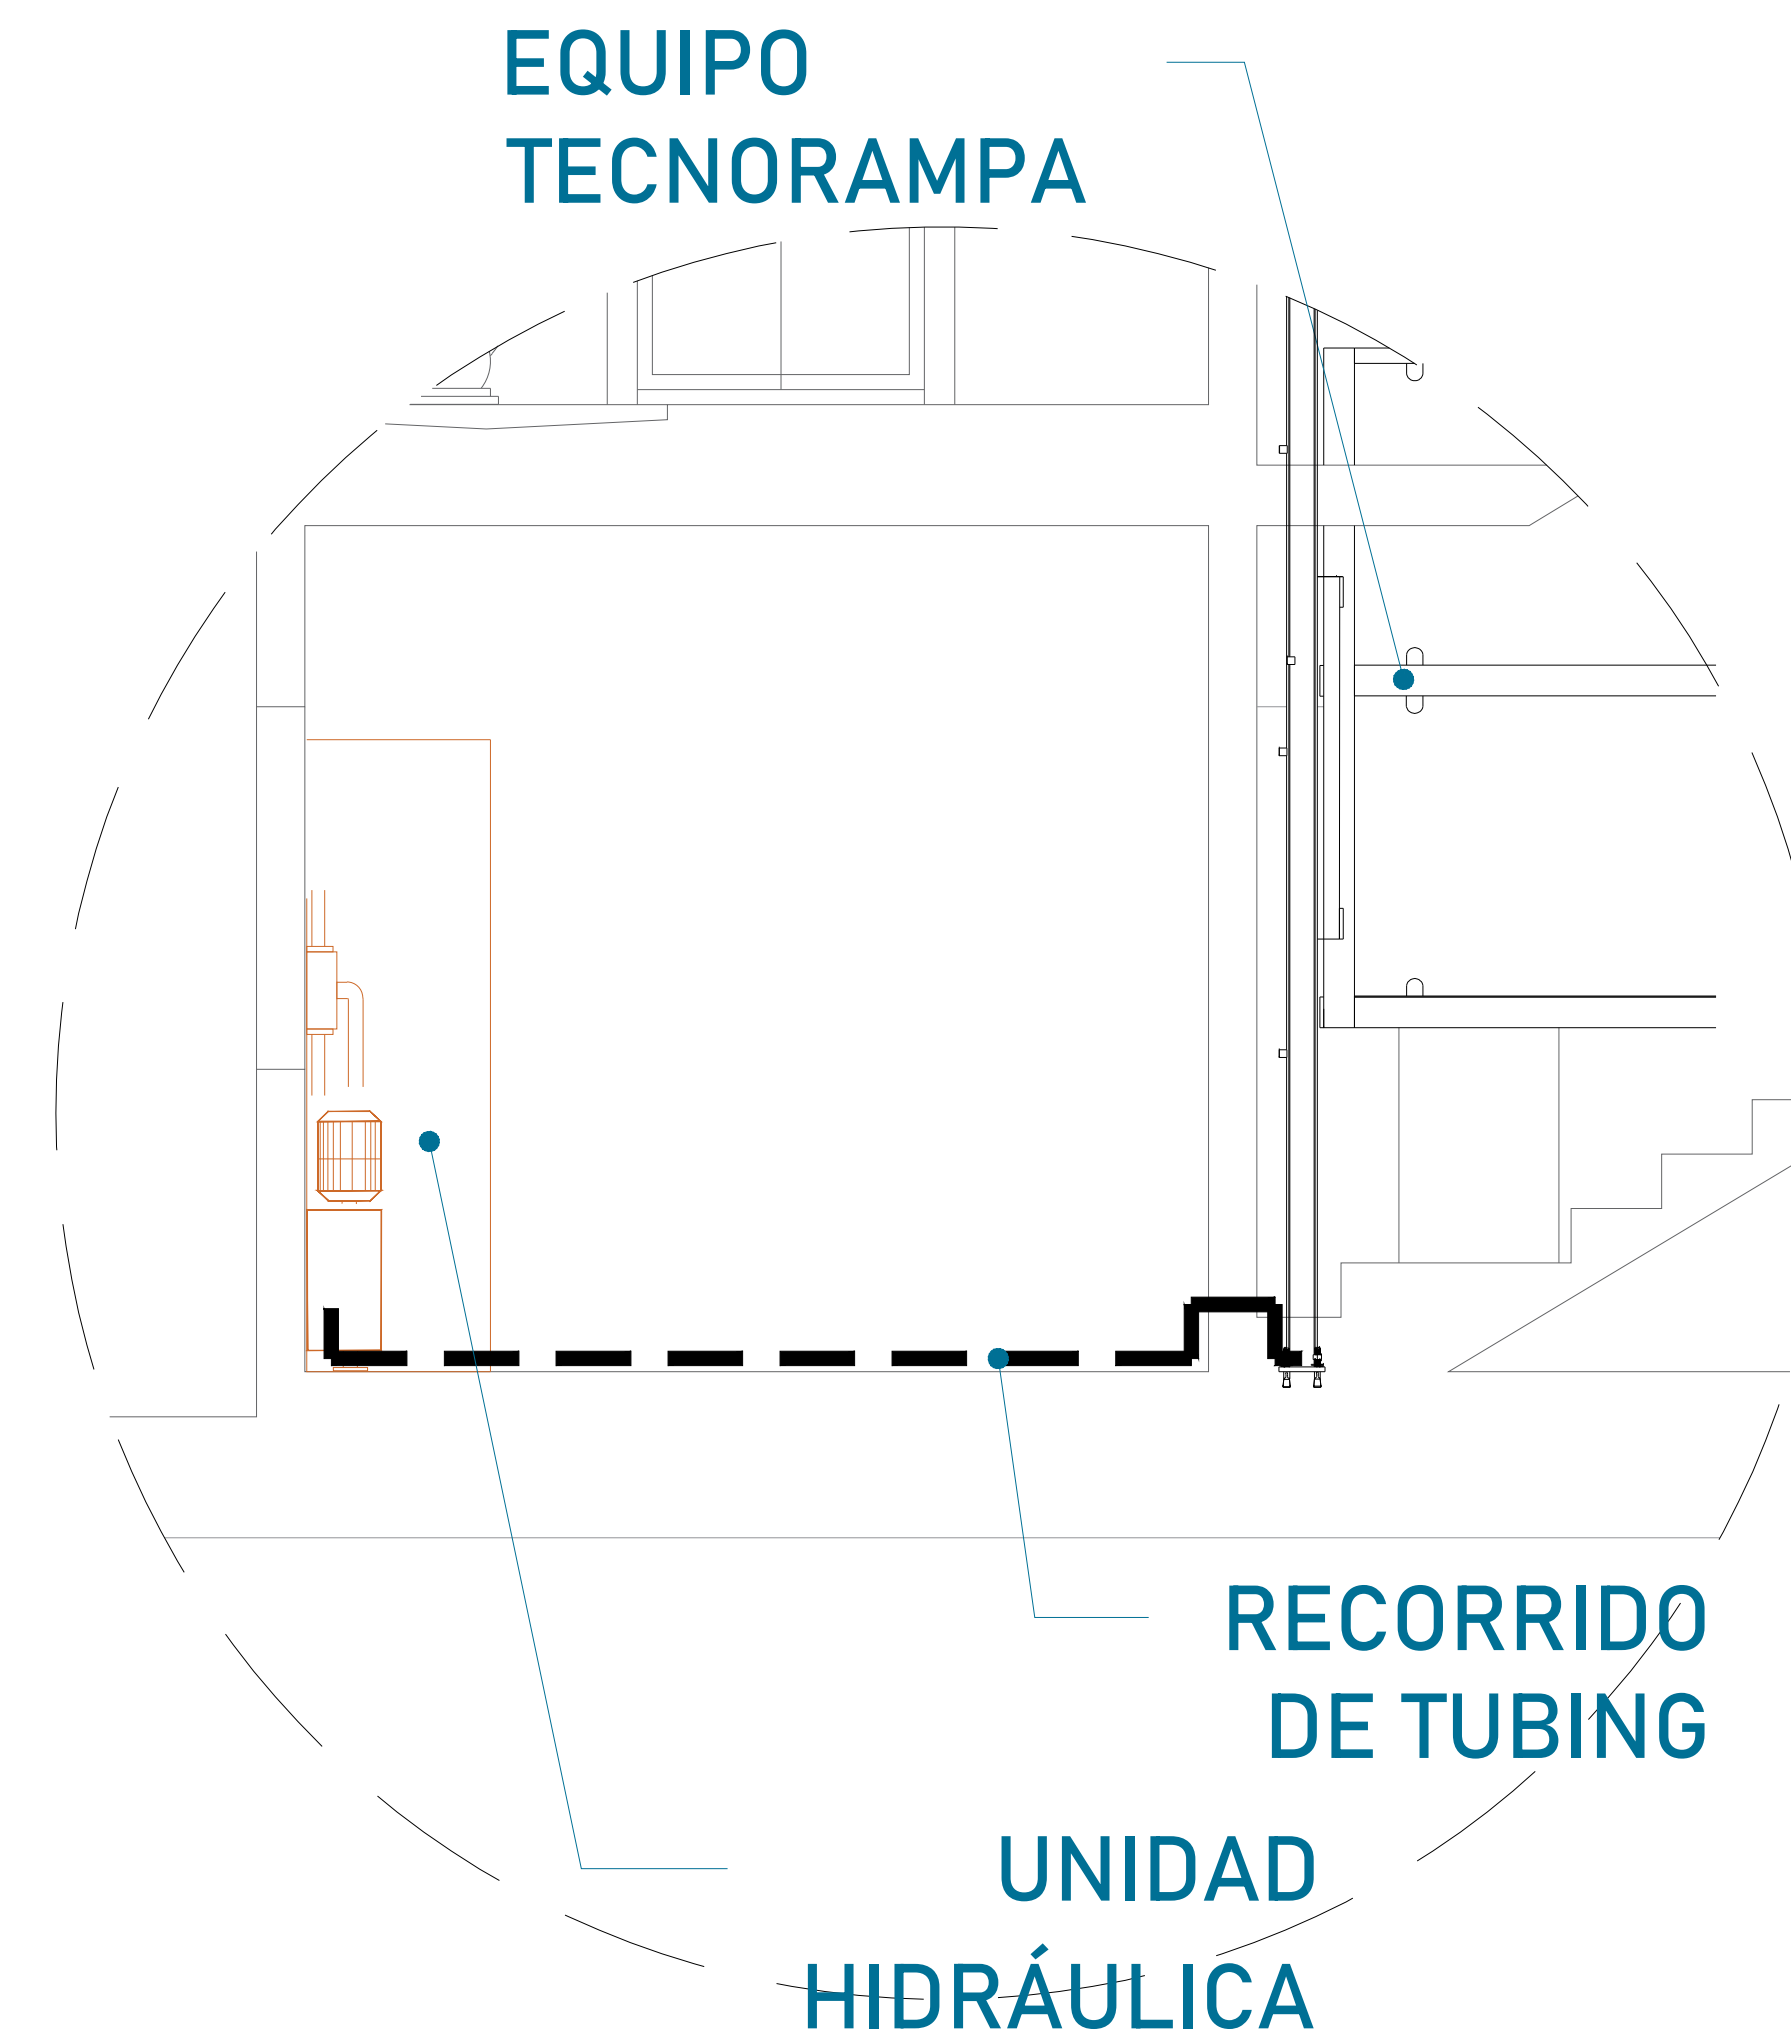 EQUIPO
TECNORAMPA
RECORRIDO
DE TUBING
UNIDAD
HIDRÁULICA